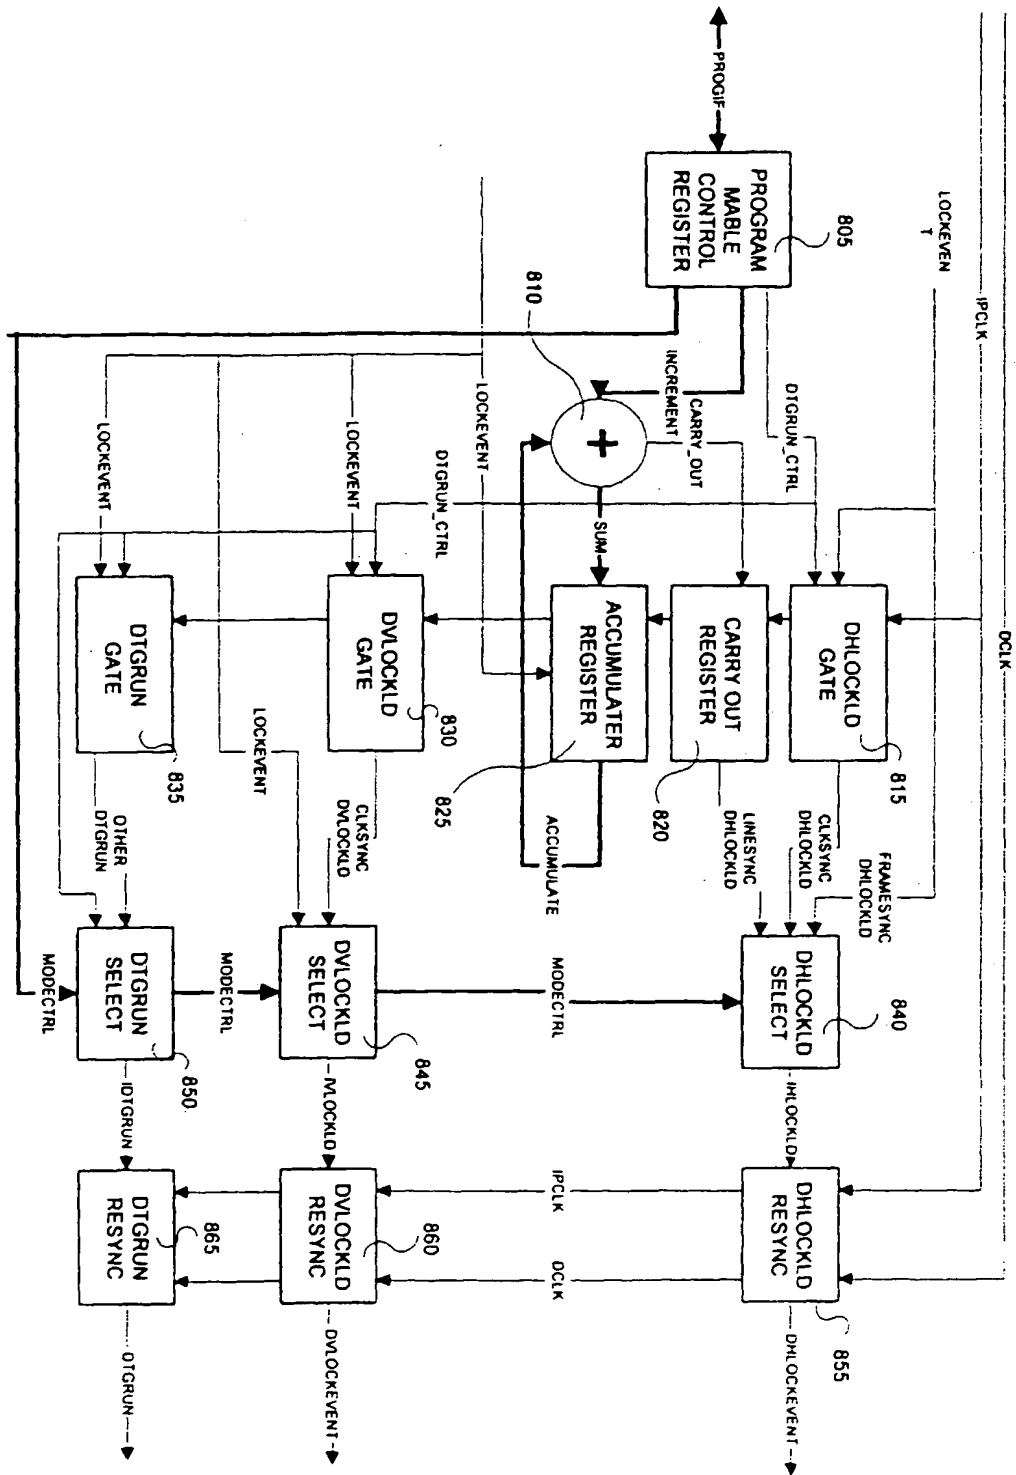 DCLK
IPCLK
LOCKEVEN
T
PROGIF
PROGRAM
MABLE
CONTROL
REGISTER
805
810
INCREMENT
CARRY_OUT
DTGRUN_CTRL
+
SUM
LOCKEVENT
DTGRUN_CTRL
LOCKEVENT
LOCKEVENT
DHLOCKLD
GATE
815
CARRY OUT
REGISTER
820
ACCUMULATER
REGISTER
825
DVLOCKLD
GATE
830
DTGRUN
GATE
835
FRAMESYNC
DHLOCKLD
CLKSYNC
DHLOCKLD
LINESYNC
DHLOCKLD
ACCUMULATE
CLKSYNC
DVLOCKLD
LOCKEVENT
OTHER
DTGRUN
DHLOCKLD
SELECT
840
MODECTRL
DVLOCKLD
SELECT
845
MODECTRL
DTGRUN
SELECT
850
MODECTRL
IHLOCKLD
IVLOCKLD
IDTGRUN
DHLOCKLD
RESYNC
855
IPCLK
DCLK
DVLOCKLD
RESYNC
860
DTGRUN
RESYNC
865
DHLOCKEVENT
DVLOCKEVENT
DTGRUN